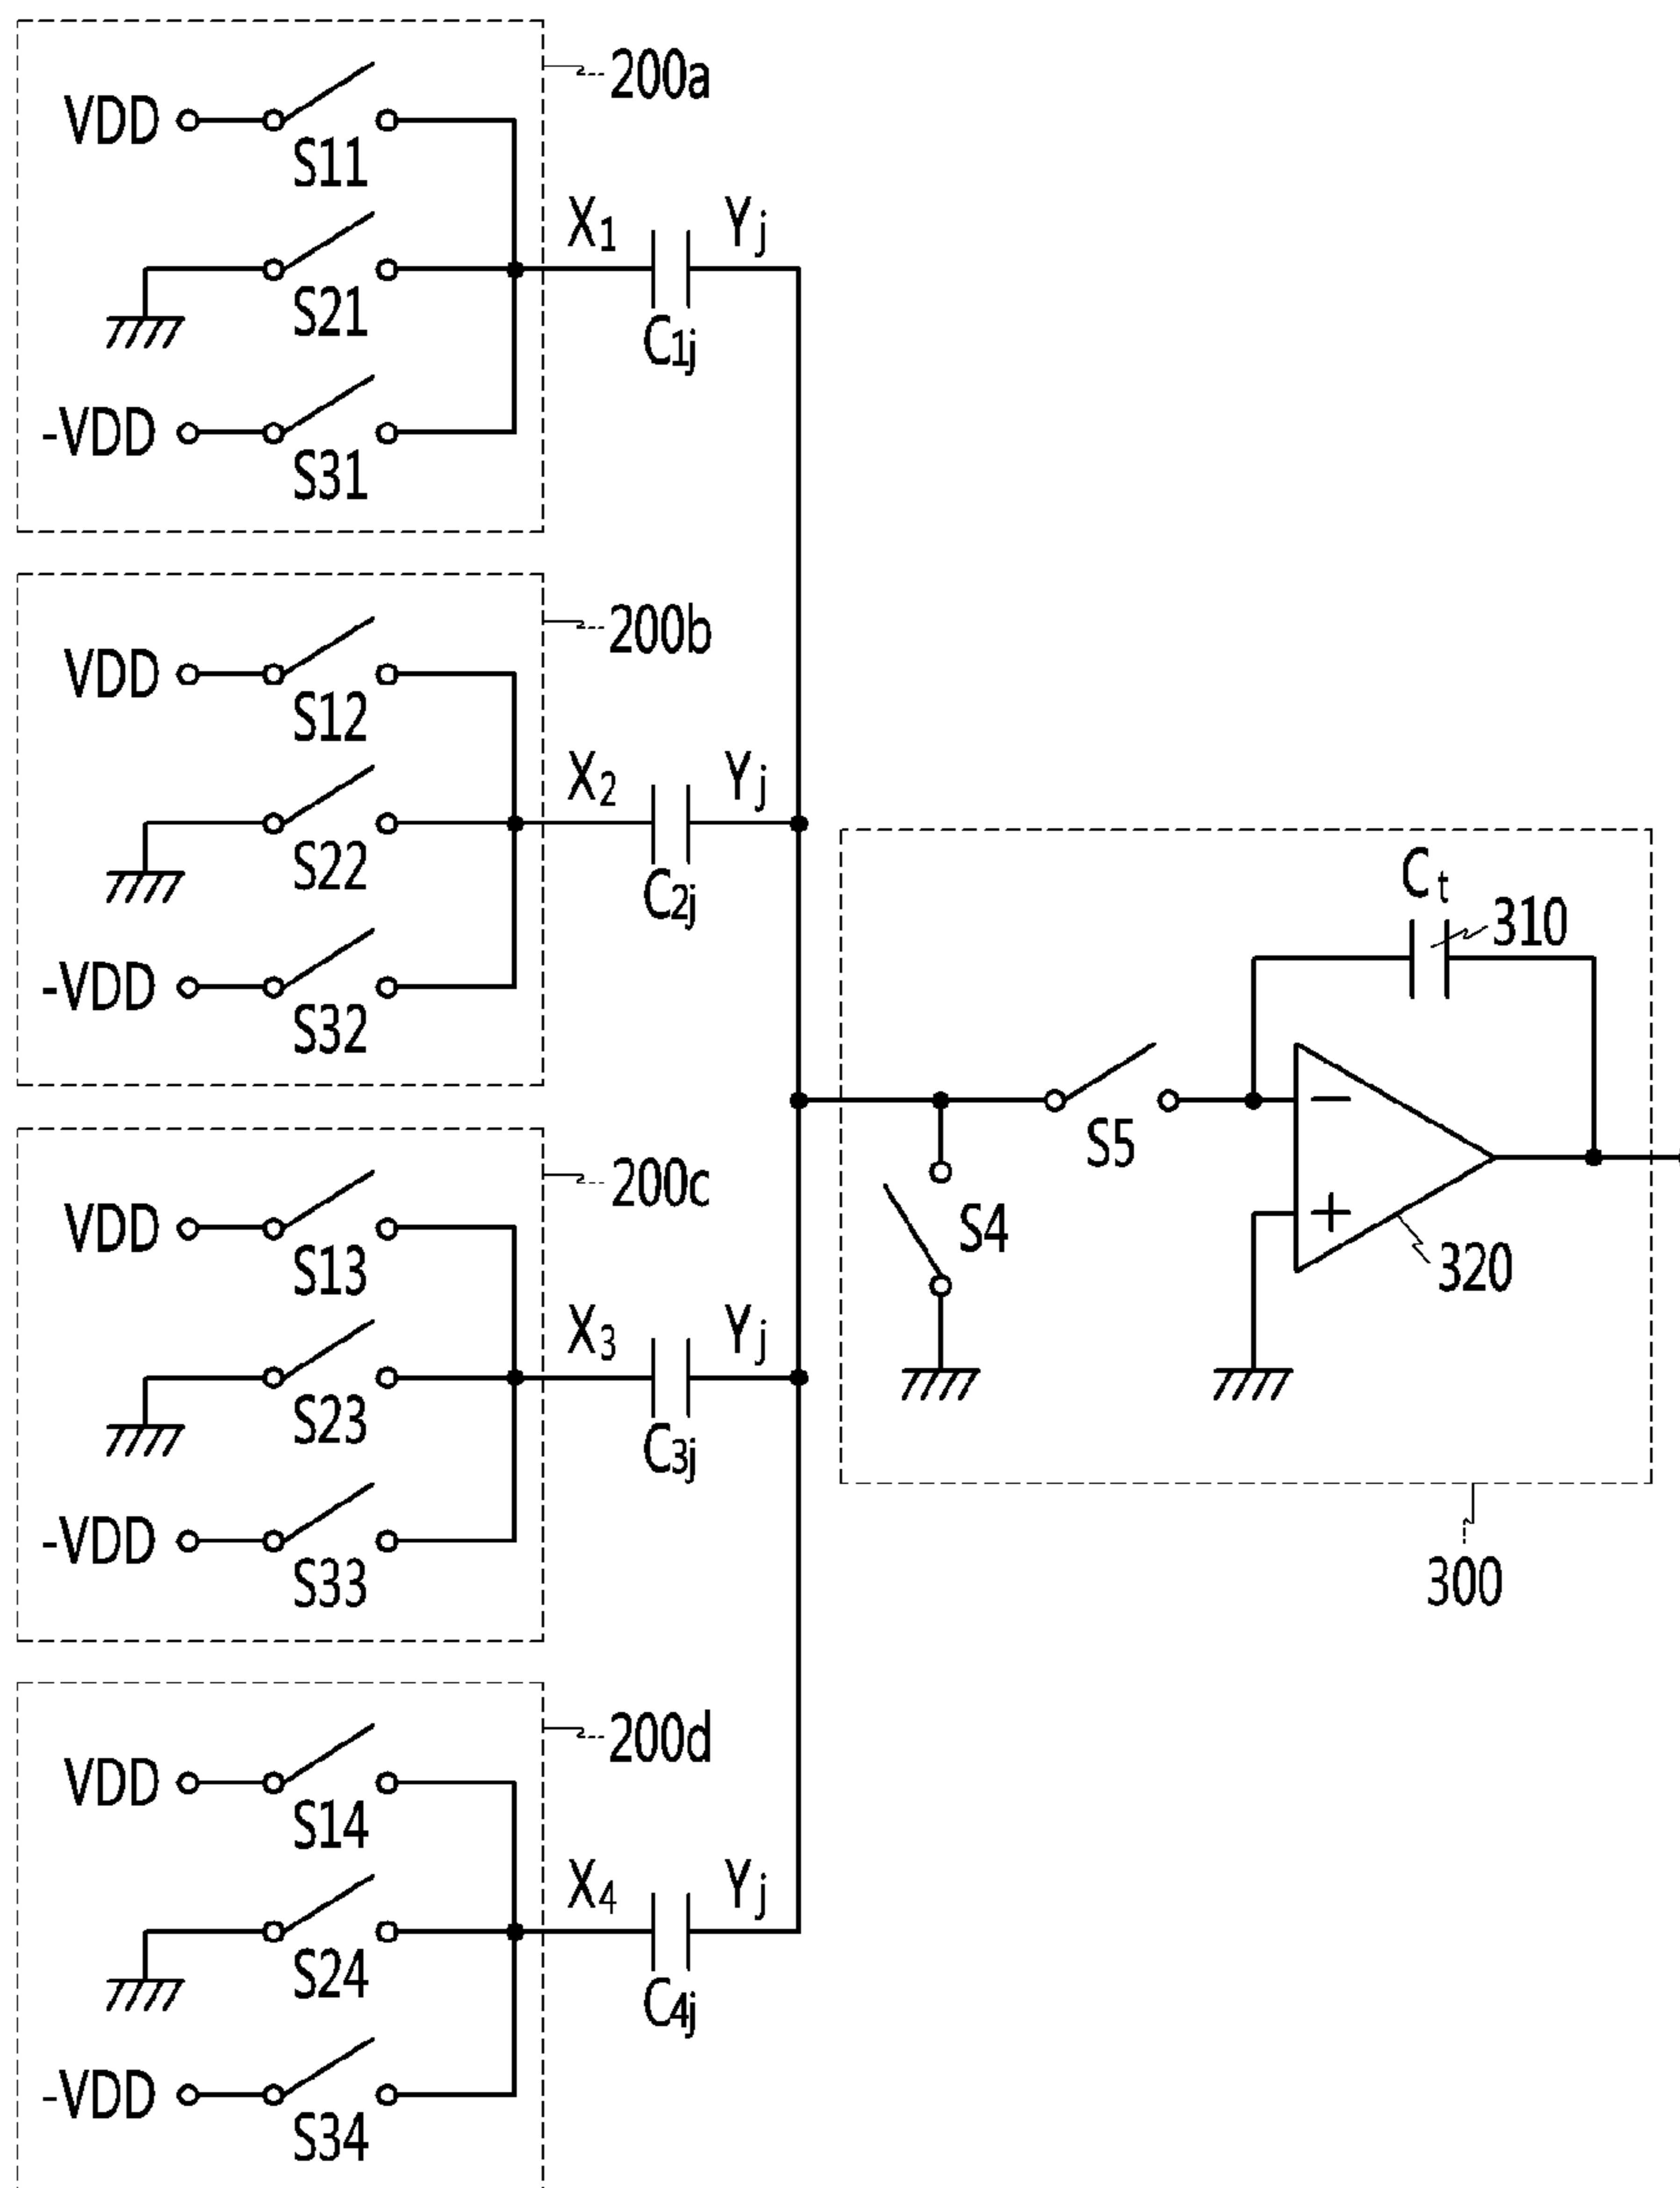 200a
VDD
S11
X1
Yj
S21
C1j
-VDD
S31
200b
VDD
S12
X2
Yj
S22
C2j
-VDD
S32
Ct
310
S5
−
+
S4
320
300
200c
VDD
S13
X3
Yj
S23
C3j
-VDD
S33
200d
VDD
S14
X4
Yj
S24
C4j
-VDD
S34